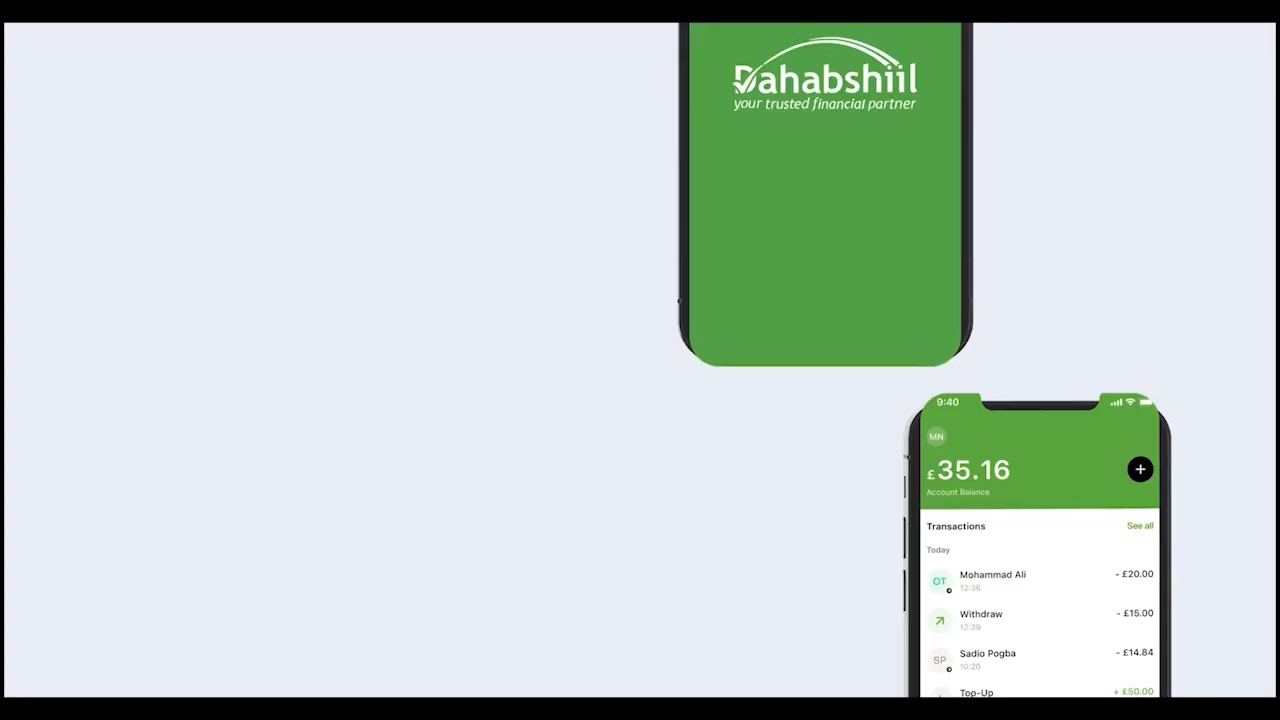 Dahabshiil
your trusted financial partner
9:40
MN
£35.16
Account Balance
Transactions
See all
Today
OT
Mohammad Ali
- £20.00
12:36
Withdraw
- £15.00
12:39
SP
Sadio Pogba
- £14.84
10:20
Top-Up
+ £50.00